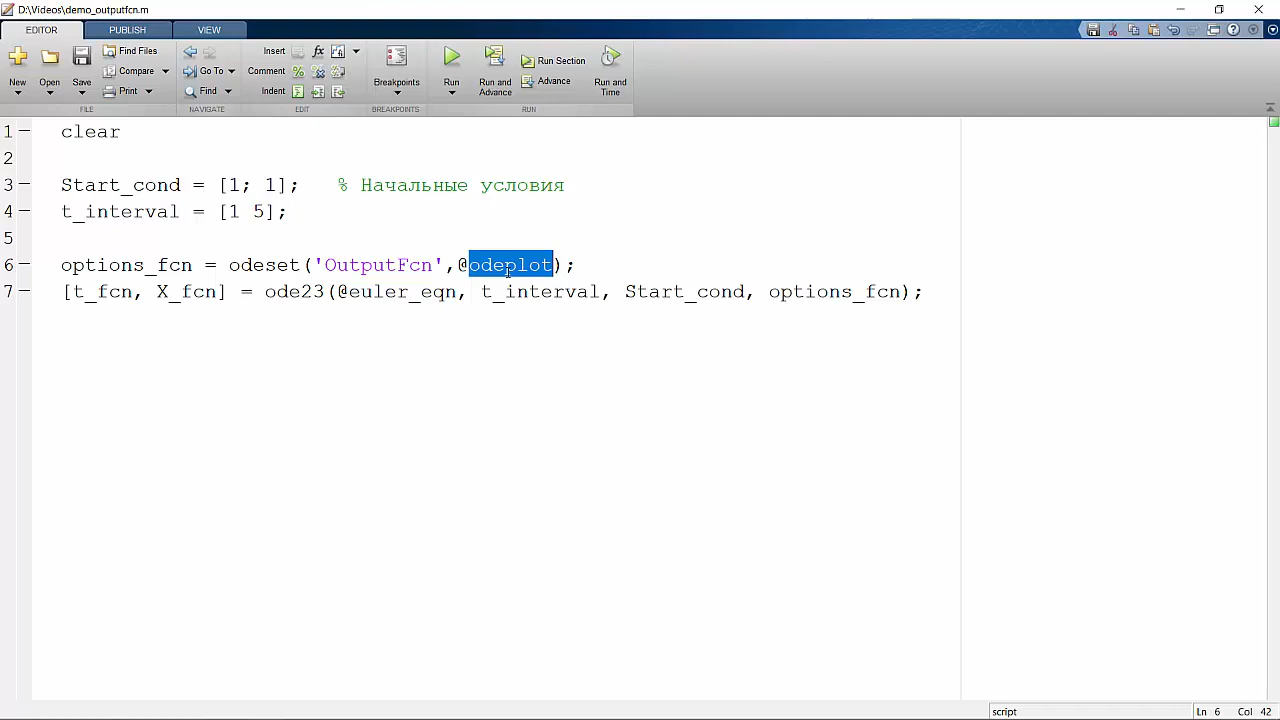 D:\Videos\demo_outputfcn.m
EDITOR PUBLISH VIEW
New Open Save Find Files Compare Print
Insert Comment Indent
Go To Find
Breakpoints
Run Run and Advance Run Section Advance Run and Time
FILE NAVIGATE EDIT BREAKPOINTS RUN
1 clear
2
3 Start_cond = [1; 1]; % Начальные условия
4 t_interval = [1 5];
5
6 options_fcn = odeset('OutputFcn',@odeplot);
7 [t_fcn, X_fcn] = ode23(@euler_eqn, t_interval, Start_cond, options_fcn);
script Ln 6 Col 42